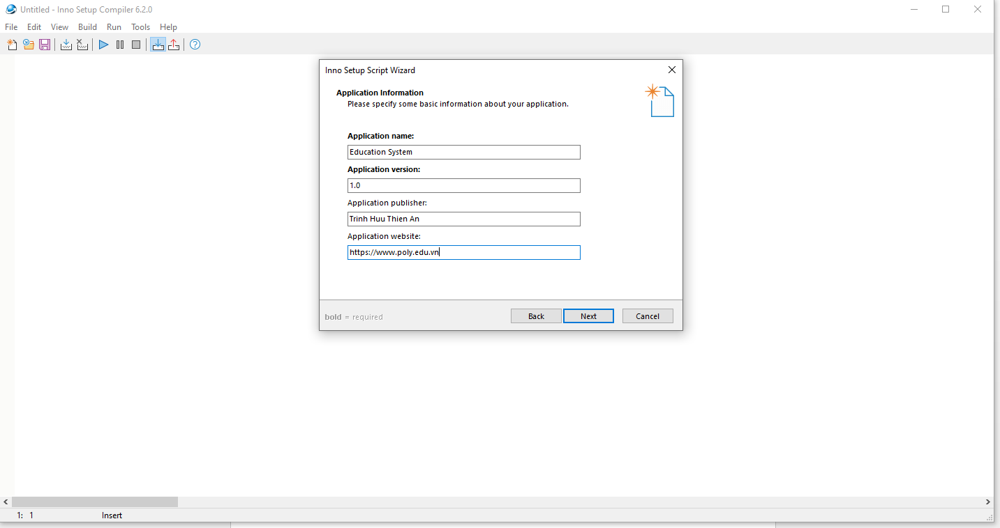 Untitled - Inno Setup Compiler 6.2.0
File Edit View Build Run Tools Help
Inno Setup Script Wizard
Application Information
Please specify some basic information about your application.
Application name:
Education System
Application version:
1.0
Application publisher:
Trinh Huu Thien An
Application website:
https://www.poly.edu.vn
bold = required
Back Next Cancel
1: 1 Insert